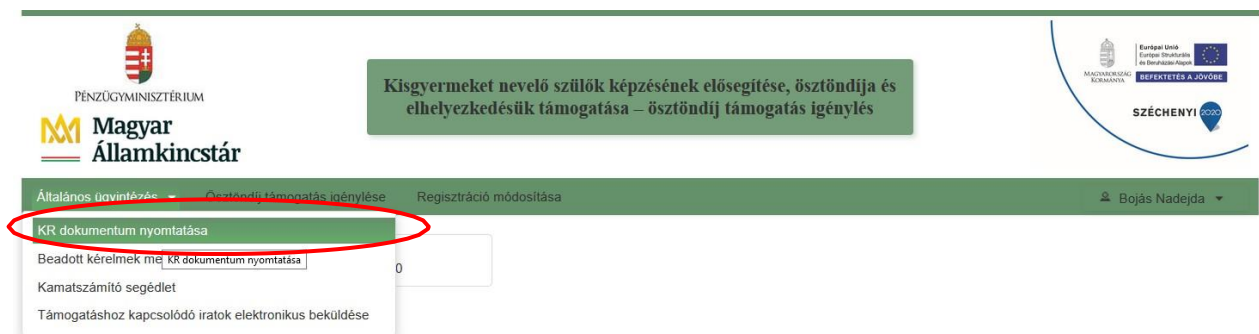 PÉNZÜGYMINISZTÉRIUM
Magyar
Államkincstár
Kisgyermeket nevelő szülők képzésének elősegítése, ösztöndíja és
elhelyezkedésük támogatása – ösztöndíj támogatás igénylés
MAGYARORSZÁG
KORMÁNYA
Európai Unió
Európai Strukturális
és Beruházási Alapok
BEFEKTETÉS A JÖVŐBE
SZÉCHENYI 2020
Általános ügyintézés Ösztöndíj támogatás igénylése Regisztráció módosítása Bojás Nadejda
KR dokumentum nyomtatása
Beadott kérelmek me KR dokumentum nyomtatása
0
Kamatszámító segédlet
Támogatáshoz kapcsolódó iratok elektronikus beküldése